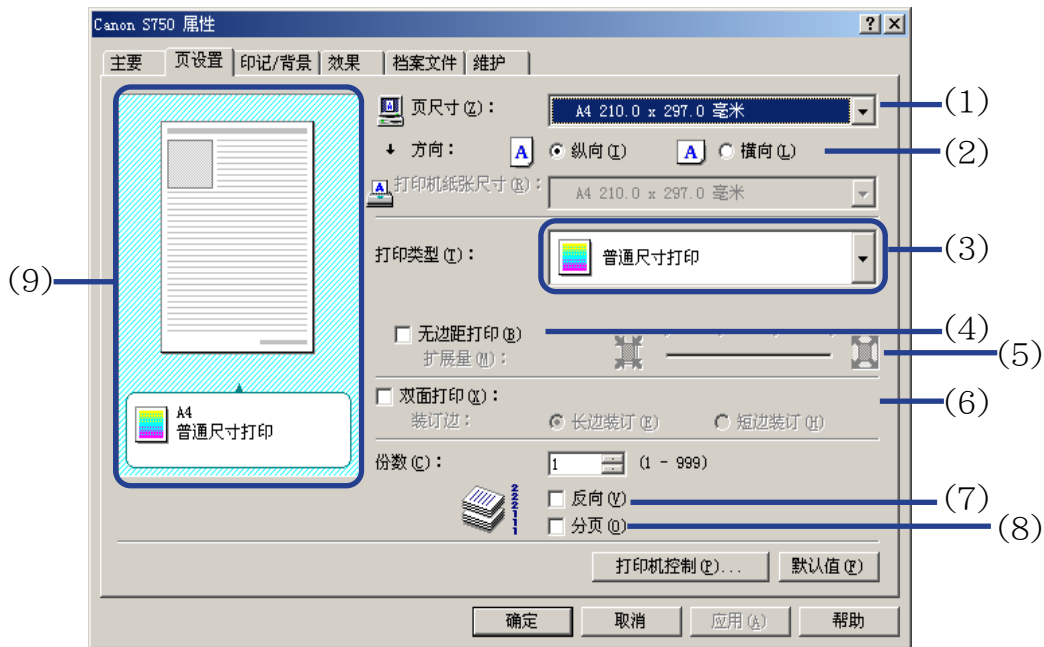 Canon S750 属性
主要 页设置 印记/背景 效果 档案文件 维护
页尺寸(Z): A4 210.0 x 297.0 毫米 (1)
方向: A 纵向(I) A 横向(L) (2)
打印机纸张尺寸(R): A4 210.0 x 297.0 毫米
打印类型(T): 普通尺寸打印 (3)
(9)
无边距打印(B) (4)
扩展量(M): (5)
双面打印(X): (6)
装订边: 长边装订(E) 短边装订(H)
A4
普通尺寸打印
份数(C): 1 (1 - 999)
222111
反向(V) (7)
分页(O) (8)
打印机控制(P)... 默认值(F)
确定 取消 应用(A) 帮助